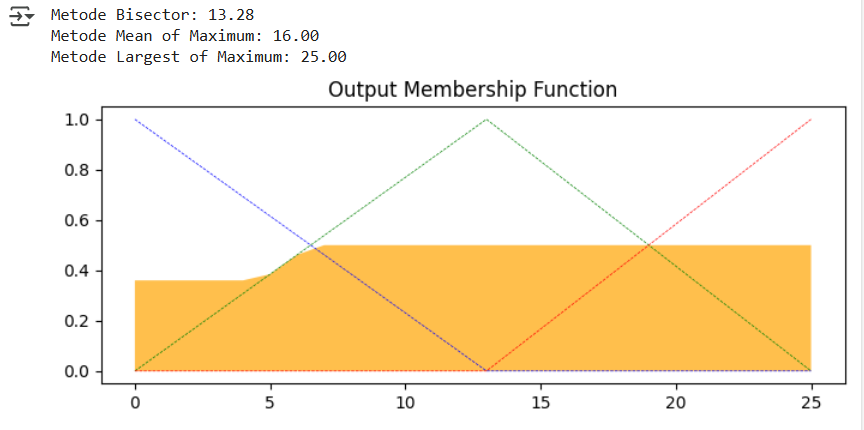 Metode Bisector: 13.28
Metode Mean of Maximum: 16.00
Metode Largest of Maximum: 25.00
Output Membership Function
1.0
0.8
0.6
0.4
0.2
0.0
0 5 10 15 20 25